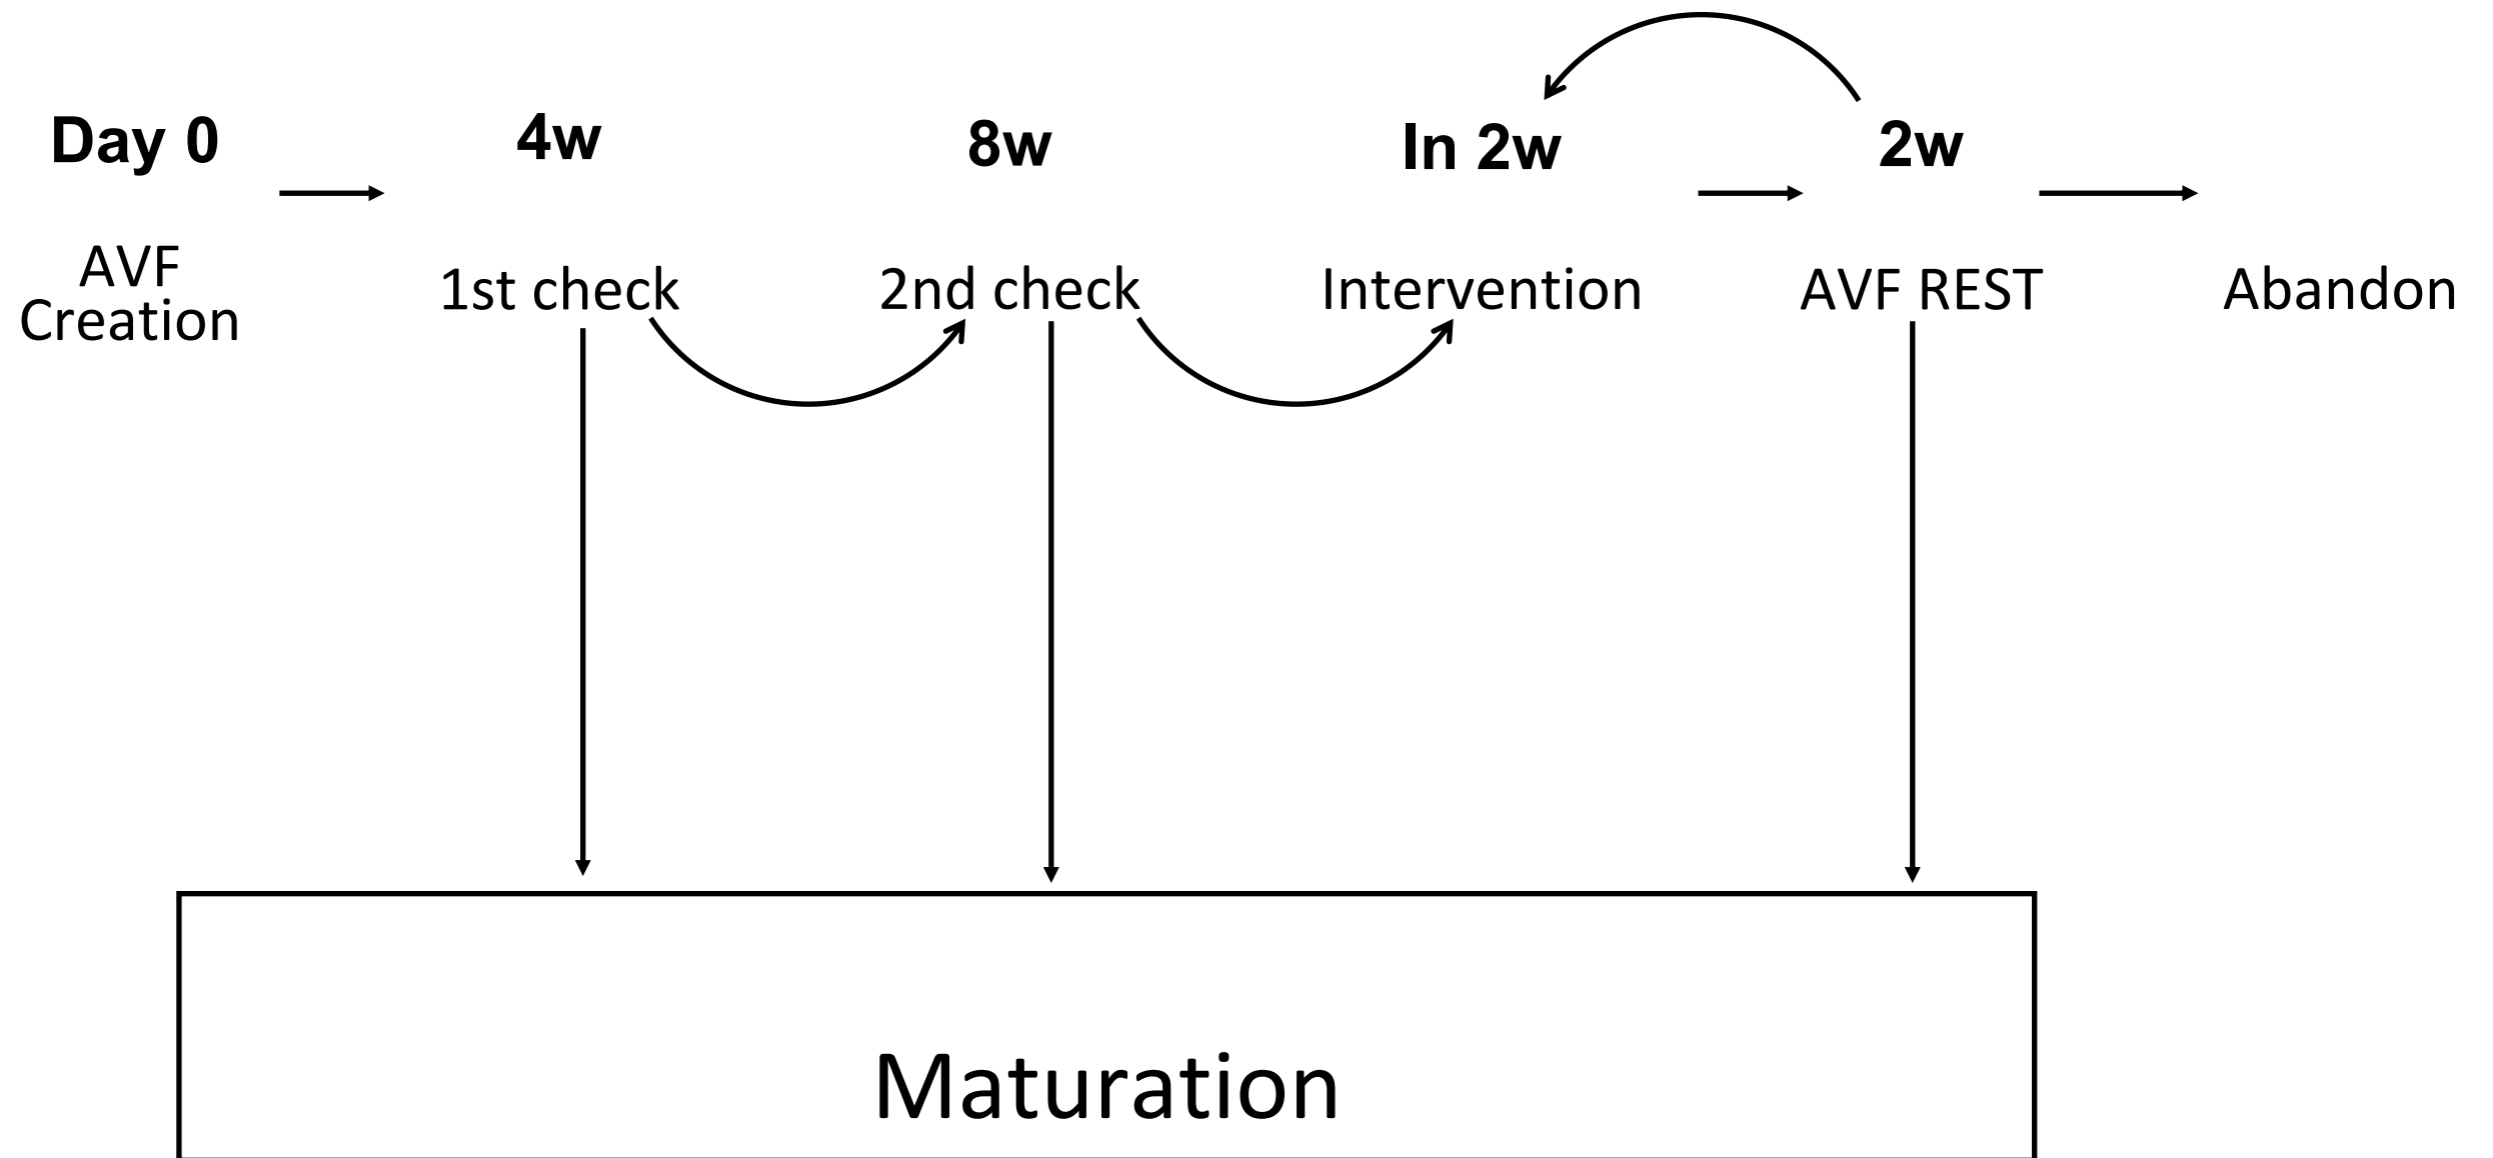 Day 0
4w
8w
In 2w
2w
AVF
Creation
1st check
2nd check
Intervention
AVF REST
Abandon
Maturation